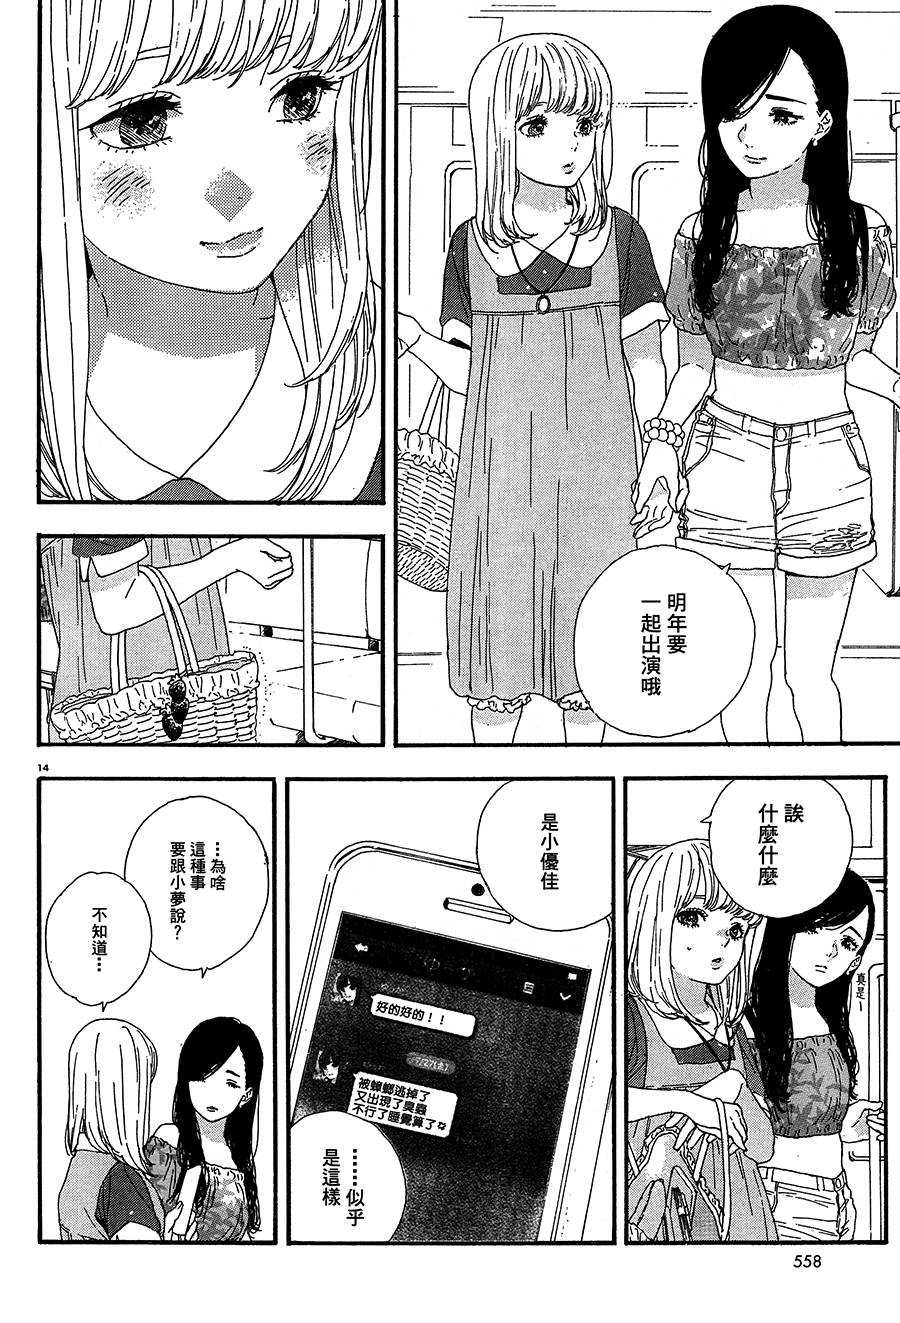 明年要
一起出演哦
14
誒
什麼什麼
真是~
是小優佳
好的好的！！
被蟑螂逃掉了
又出現了臭蟲
不行了睡覺算了
……似乎
是這樣
…為啥
這種事
要跟小夢說？
不知道…
558